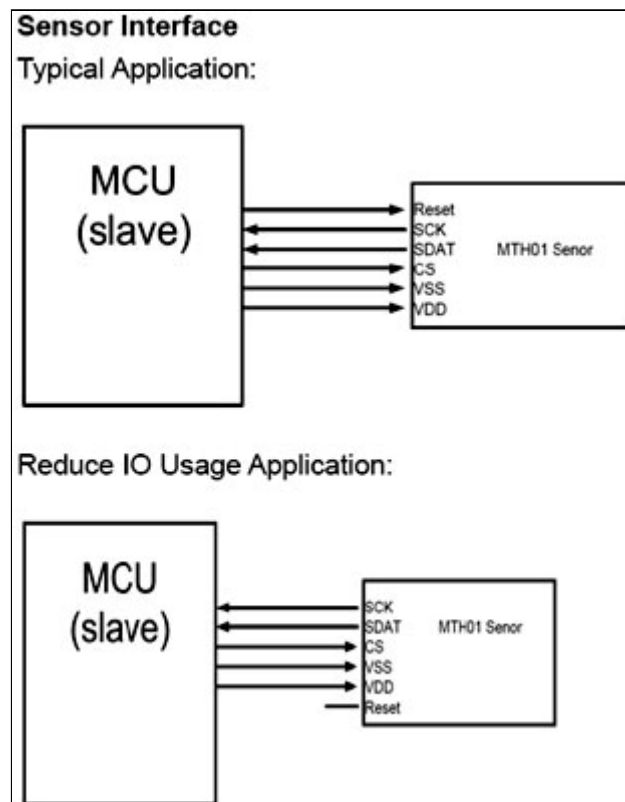 Sensor Interface
Typical Application:
MCU
(slave)
Reset
SCK
SDAT
CS
VSS
VDD
MTH01 Senor
Reduce IO Usage Application:
MCU
(slave)
SCK
SDAT
CS
VSS
VDD
Reset
MTH01 Senor